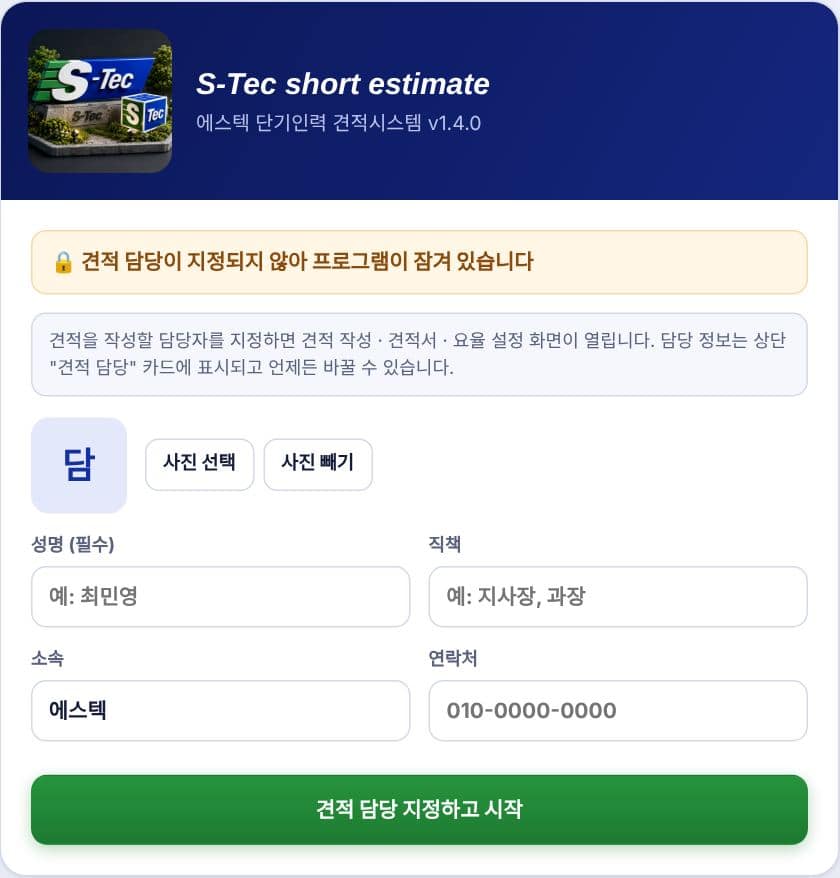 S-Tec
S-Tec
S Tec
S-Tec short estimate
에스텍 단기인력 견적시스템 v1.4.0
🔒 견적 담당이 지정되지 않아 프로그램이 잠겨 있습니다
견적을 작성할 담당자를 지정하면 견적 작성 · 견적서 · 요율 설정 화면이 열립니다. 담당 정보는 상단
"견적 담당" 카드에 표시되고 언제든 바꿀 수 있습니다.
담
사진 선택 사진 빼기
성명 (필수) 직책
예: 최민영 예: 지사장, 과장
소속 연락처
에스텍 010-0000-0000
견적 담당 지정하고 시작